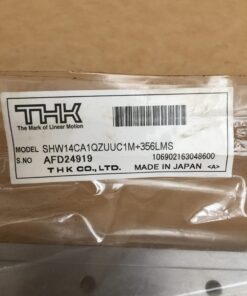 THK
The Mark of Linear Motion
MODEL SHW14CA1QZUUC1M+356LMS
S.NO AFD24919 106902163048600
THK CO., LTD. MADE IN JAPAN <A>